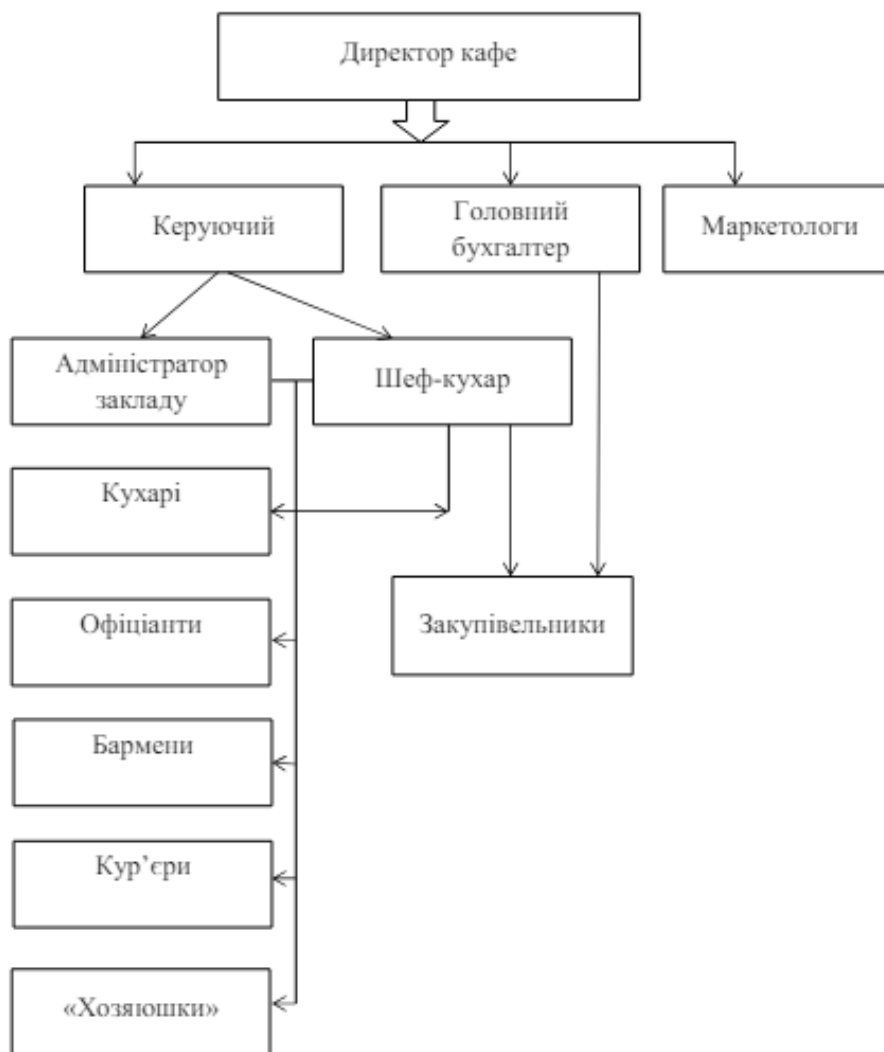 Директор кафе
Керуючий
Головний
бухгалтер
Маркетологи
Адміністратор
закладу
Шеф-кухар
Кухарі
Офіціанти
Закупівельники
Бармени
Кур’єри
«Хозяюшки»